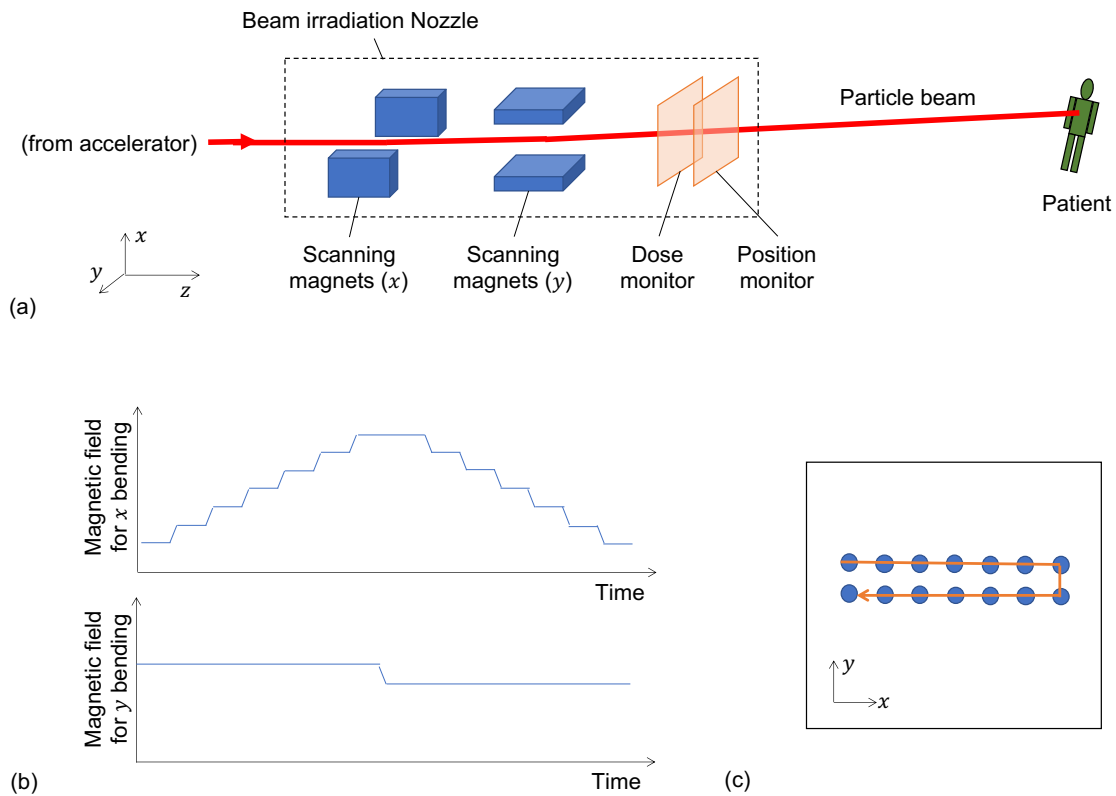 Beam irradiation Nozzle
Particle beam
(from accelerator)
Patient
Scanning
magnets (𝑥)
Scanning
magnets (𝑦)
Dose
monitor
Position
monitor
𝑥
𝑦
𝑧
(a)
Magnetic field
for 𝑥 bending
Time
Magnetic field
for 𝑦 bending
Time
(b)
𝑦
𝑥
(c)